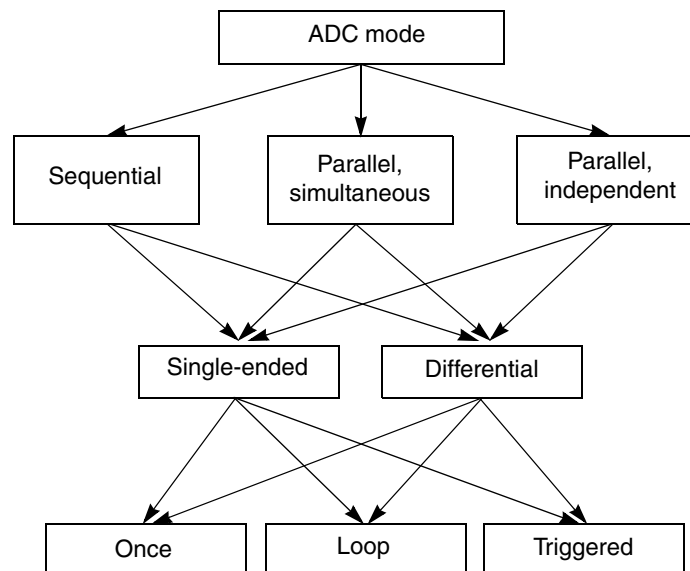 ADC mode
Sequential
Parallel,
simultaneous
Parallel,
independent
Single-ended
Differential
Once
Loop
Triggered